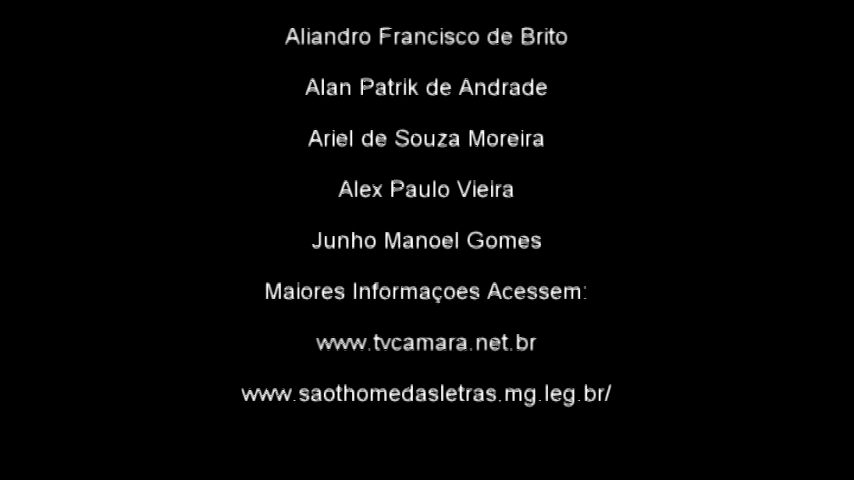 Aliandro Francisco de Brito
Alan Patrik de Andrade
Ariel de Souza Moreira
Alex Paulo Vieira
Junho Manoel Gomes
Maiores Informaçoes Acessem:
www.tvcamara.net.br
www.saothomedasletras.mg.leg.br/